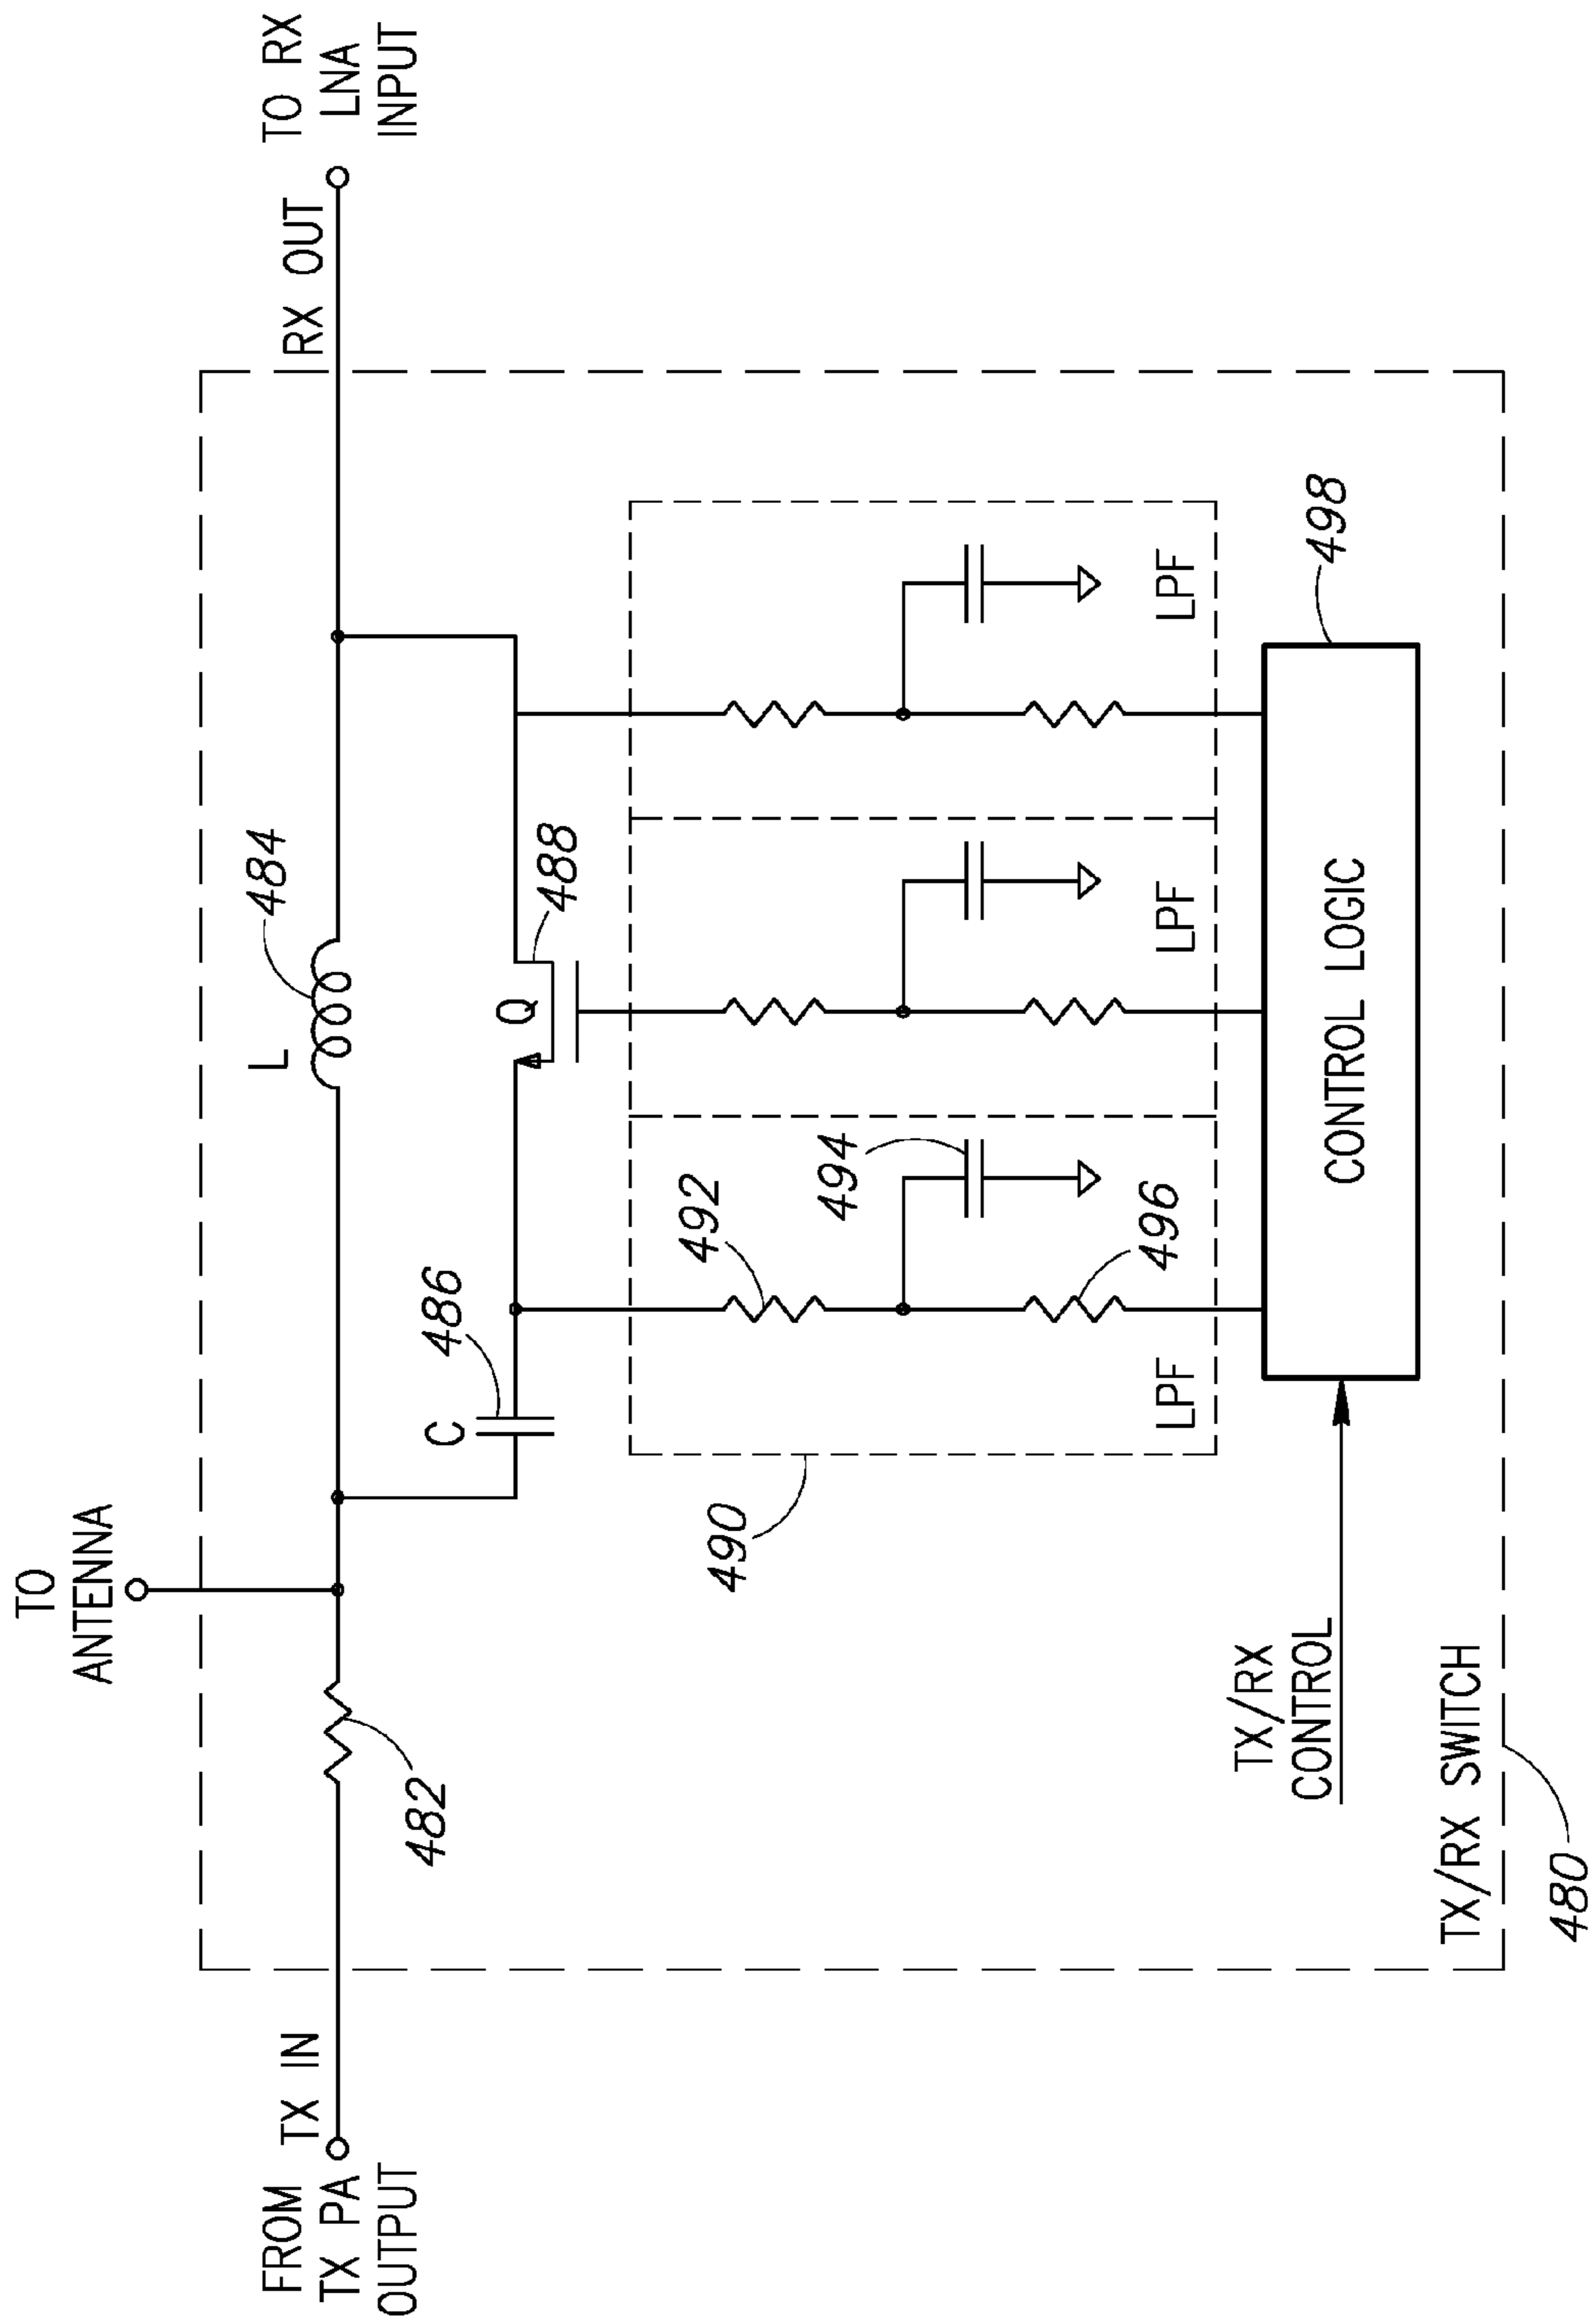 TO
ANTENNA
FROM
TX PA
OUTPUT
TX IN
RX OUT
TO RX
LNA
INPUT
482
L
484
C
486
Q
488
490
492
494
496
LPF
LPF
LPF
TX/RX
CONTROL
CONTROL LOGIC
498
TX/RX SWITCH
480